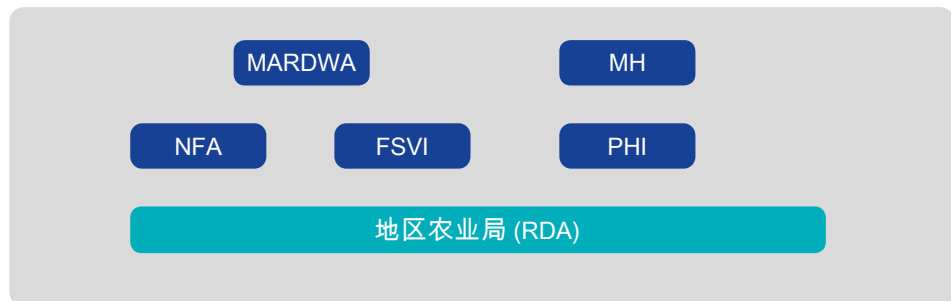 MARDWA
MH
NFA
FSVI
PHI
地区农业局 (RDA)